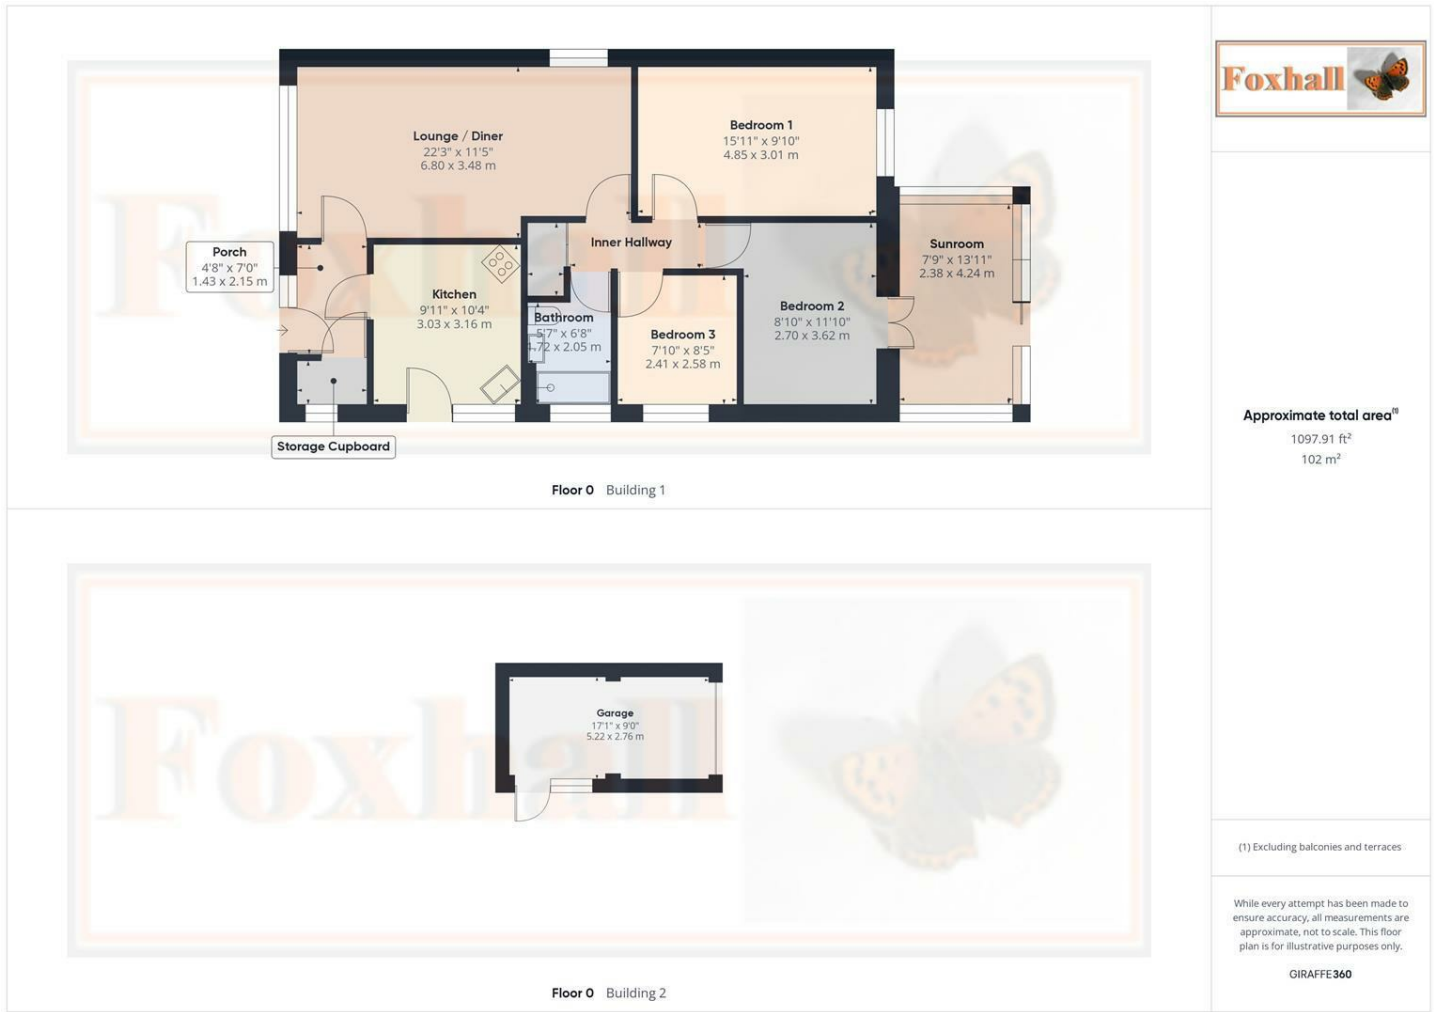 Foxhall
Lounge / Diner
22'3" x 11'5"
6.80 x 3.48 m
Bedroom 1
15'11" x 9'10"
4.85 x 3.01 m
Porch
4'8" x 7'0"
1.43 x 2.15 m
Inner Hallway
Sunroom
7'9" x 13'11"
2.38 x 4.24 m
Kitchen
9'11" x 10'4"
3.03 x 3.16 m
Bathroom
5'7" x 6'8"
1.72 x 2.05 m
Bedroom 3
7'10" x 8'5"
2.41 x 2.58 m
Bedroom 2
8'10" x 11'10"
2.70 x 3.62 m
Storage Cupboard
Floor 0 Building 1
Foxhall
Garage
17'1" x 9'0"
5.22 x 2.76 m
Floor 0 Building 2
Foxhall
Approximate total area(1)
1097.91 ft²
102 m²
(1) Excluding balconies and terraces
While every attempt has been made to
ensure accuracy, all measurements are
approximate, not to scale. This floor
plan is for illustrative purposes only.
GIRAFFE360